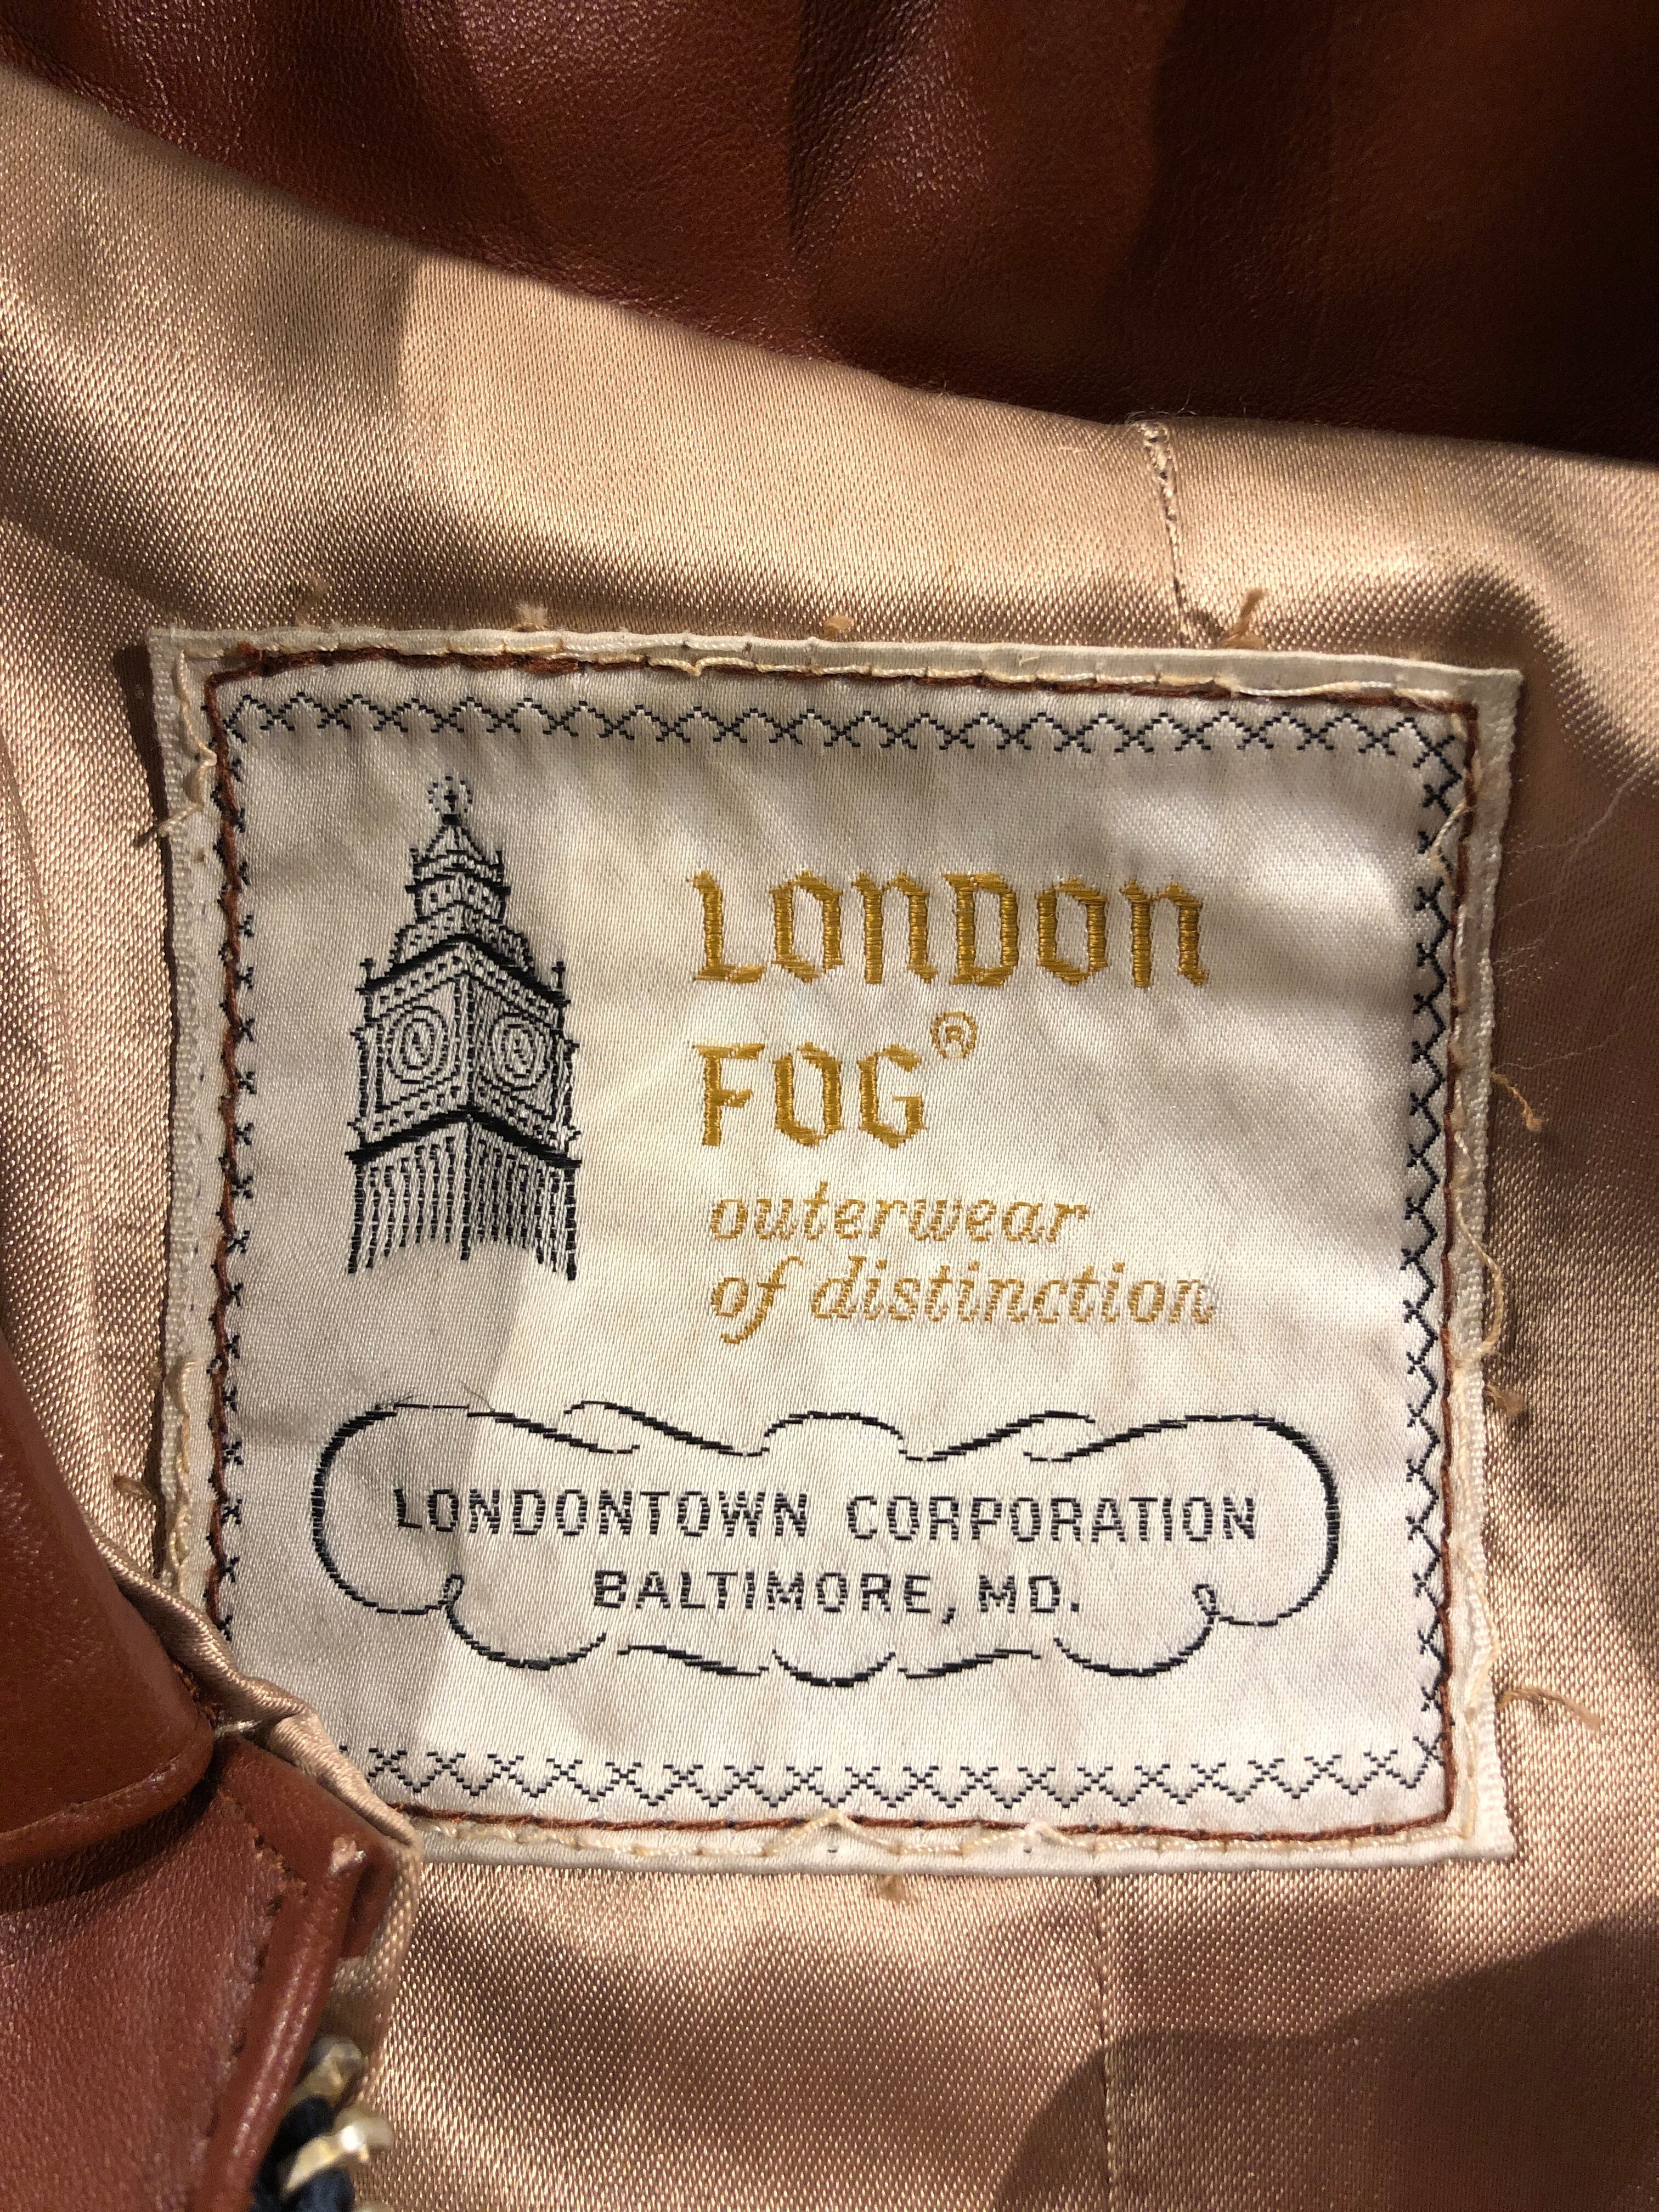 LONDON
FOG®
outerwear
of distinction
LONDONTOWN CORPORATION
BALTIMORE, MD.